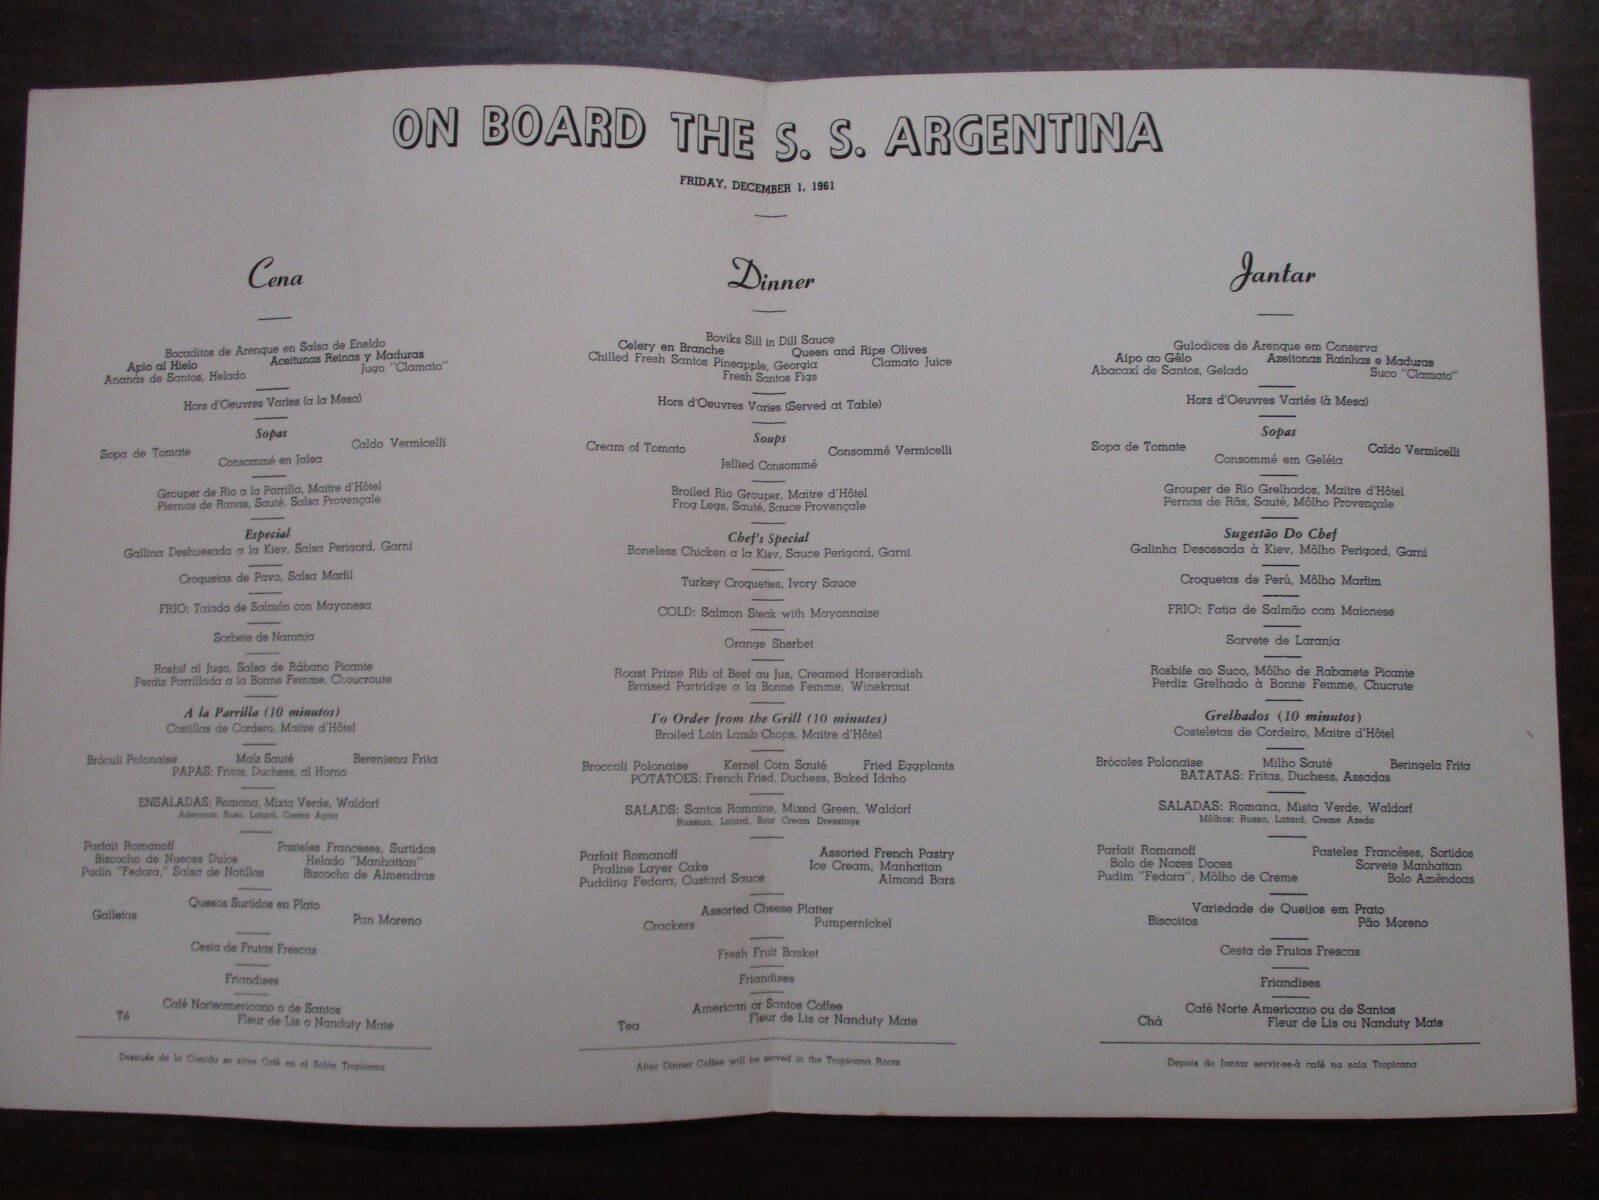 ON BOARD THE S. S. ARGENTINA
FRIDAY, DECEMBER 1, 1961
Cena
Bocaditos de Arenque en Salsa de Eneldo
Apio al Hielo Aceitunas Reinas y Maduras
Ananás de Santos, Helado Jugo "Clamato"
Hors d'Oeuvres Varies (a la Mesa)
Sopas
Sopa de Tomate Caldo Vermicelli
Consommé en Jalea
Grouper de Rio a la Parrilla, Maitre d'Hôtel
Piernas de Ranas, Sauté, Salsa Provençale
Especial
Gallina Deshuesada a la Kiev, Salsa Perigord, Garni
Croquetas de Pavo, Salsa Marfil
FRIO: Tajada de Salmón con Mayonesa
Sorbete de Naranja
Rosbif al Jugo, Salsa de Rábano Picante
Perdiz Parrillada a la Bonne Femme, Choucroute
A la Parrilla (10 minutos)
Costillas de Cordero, Maitre d'Hôtel
Bróculi Polonaise Maíz Sauté Berenjena Frita
PAPAS: Fritas, Duchess, al Horno
ENSALADAS: Romana, Mixta Verde, Waldorf
Aderezos: Ruso, Latard, Crema Agria
Parfait Romanoff Pasteles Franceses, Surtidos
Bizcocho de Nueces Dulce Helado "Manhattan"
Pudin "Fedora," Salsa de Natillas Bizcocho de Almendras
Quesos Surtidos en Plato
Galletas Pan Moreno
Cesta de Frutas Frescas
Friandises
Café Norteamericano o de Santos
Té Fleur de Lis o Nanduty Mate
Después de la Comida se sirve Café en el Salón Tropicana
Dinner
Boviks Sill in Dill Sauce
Celery en Branche Queen and Ripe Olives
Chilled Fresh Santos Pineapple, Georgia Clamato Juice
Fresh Santos Figs
Hors d'Oeuvres Varies (Served at Table)
Soups
Cream of Tomato Consommé Vermicelli
Jellied Consommé
Broiled Rio Grouper, Maitre d'Hôtel
Frog Legs, Sauté, Sauce Provençale
Chef's Special
Boneless Chicken a la Kiev, Sauce Perigord, Garni
Turkey Croquettes, Ivory Sauce
COLD: Salmon Steak with Mayonnaise
Orange Sherbet
Roast Prime Rib of Beef au Jus, Creamed Horseradish
Braised Partridge a la Bonne Femme, Winekraut
To Order from the Grill (10 minutes)
Broiled Loin Lamb Chops, Maitre d'Hôtel
Broccoli Polonaise Kernel Corn Sauté Fried Eggplants
POTATOES: French Fried, Duchess, Baked Idaho
SALADS: Santos Romaine, Mixed Green, Waldorf
Russian, Latard, Sour Cream Dressings
Parfait Romanoff Assorted French Pastry
Praline Layer Cake Ice Cream, Manhattan
Pudding Fedora, Custard Sauce Almond Bars
Assorted Cheese Platter
Crackers Pumpernickel
Fresh Fruit Basket
Friandises
American or Santos Coffee
Tea Fleur de Lis or Nanduty Mate
After Dinner Coffee will be served in the Tropicana Room
Jantar
Gulodices de Arenque em Conserva
Aipo ao Gêlo Azeitonas Rainhas e Maduras
Abacaxí de Santos, Gelado Suco "Clamato"
Hors d'Oeuvres Variés (à Mesa)
Sopas
Sopa de Tomate Caldo Vermicelli
Consommé em Geléia
Grouper de Rio Grelhados, Maitre d'Hôtel
Pernas de Rãs, Sauté, Môlho Provençale
Sugestão Do Chef
Galinha Desossada à Kiev, Môlho Perigord, Garni
Croquetas de Perú, Môlho Marfim
FRIO: Fatia de Salmão com Maionese
Sorvete de Laranja
Rosbife ao Suco, Môlho de Rabanete Picante
Perdiz Grelhado à Bonne Femme, Chucrute
Grelhados (10 minutos)
Costeletas de Cordeiro, Maitre d'Hôtel
Brócoles Polonaise Milho Sauté Beringela Frita
BATATAS: Fritas, Duchess, Assadas
SALADAS: Romana, Mista Verde, Waldorf
Môlhos: Russo, Latard, Creme Azedo
Parfait Romanoff Pasteles Francêses, Sortidos
Bolo de Nozes Doces Sorvete Manhattan
Pudim "Fedora", Môlho de Creme Bolo Amêndoas
Variedade de Queijos em Prato
Biscoitos Pão Moreno
Cesta de Frutas Frescas
Friandises
Café Norte Americano ou de Santos
Chá Fleur de Lis ou Nanduty Mate
Depois do Jantar servir-se-à café na sala Tropicana